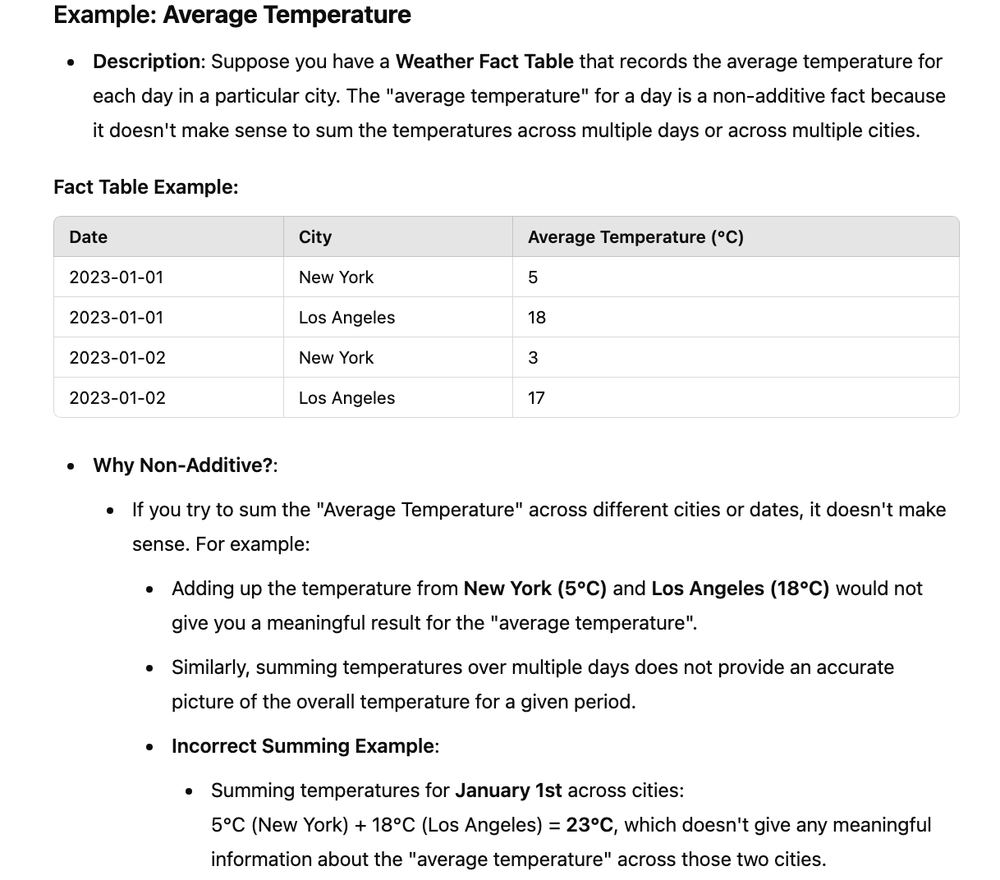 Example: Average Temperature
Description: Suppose you have a Weather Fact Table that records the average temperature for
each day in a particular city. The "average temperature" for a day is a non-additive fact because
it doesn't make sense to sum the temperatures across multiple days or across multiple cities.
Fact Table Example:
Date City Average Temperature (°C)
2023-01-01 New York 5
2023-01-01 Los Angeles 18
2023-01-02 New York 3
2023-01-02 Los Angeles 17
Why Non-Additive?:
If you try to sum the "Average Temperature" across different cities or dates, it doesn't make
sense. For example:
Adding up the temperature from New York (5°C) and Los Angeles (18°C) would not
give you a meaningful result for the "average temperature".
Similarly, summing temperatures over multiple days does not provide an accurate
picture of the overall temperature for a given period.
Incorrect Summing Example:
Summing temperatures for January 1st across cities:
5°C (New York) + 18°C (Los Angeles) = 23°C, which doesn't give any meaningful
information about the "average temperature" across those two cities.